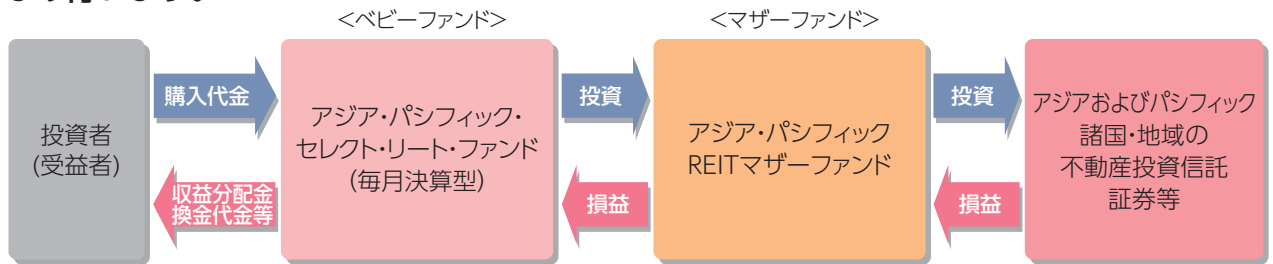 <ベビーファンド>
<マザーファンド>
投資者
(受益者)
購入代金
収益分配金
換金代金等
アジア・パシフィック・
セレクト・リート・ファンド
(毎月決算型)
投資
損益
アジア・パシフィック
REITマザーファンド
投資
損益
アジアおよびパシフィック
諸国・地域の
不動産投資信託
証券等